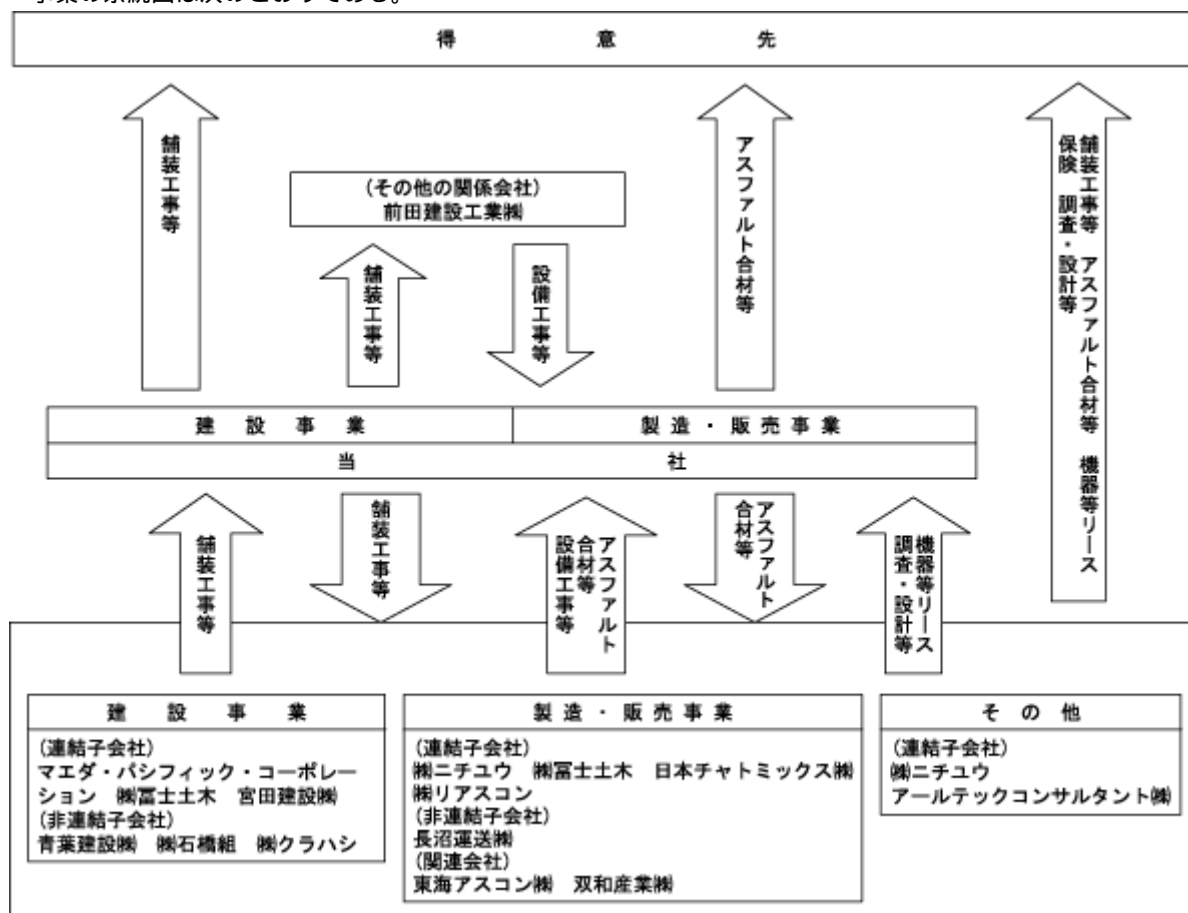 事業の系統図は次のとおりである。
得意先
舗装工事等
(その他の関係会社)
前田建設工業㈱
舗装工事等
設備工事等
アスファルト合材等
舗装工事等 アスファルト合材等 機器等リース
保険 調査・設計等
建設事業
製造・販売事業
当社
舗装工事等
舗装工事等
アスファルト
合材等
設備工事等
アスファルト
合材等
機器等リース
調査・設計等
建設事業
(連結子会社)
マエダ・パシフィック・コーポレー
ション ㈱冨士土木 宮田建設㈱
(非連結子会社)
青葉建設㈱ ㈱石橋組 ㈱クラハシ
製造・販売事業
(連結子会社)
㈱ニチユウ ㈱冨士土木 日本チャトミックス㈱
㈱リアスコン
(非連結子会社)
長沼運送㈱
(関連会社)
東海アスコン㈱ 双和産業㈱
その他
(連結子会社)
㈱ニチユウ
アールテックコンサルタント㈱